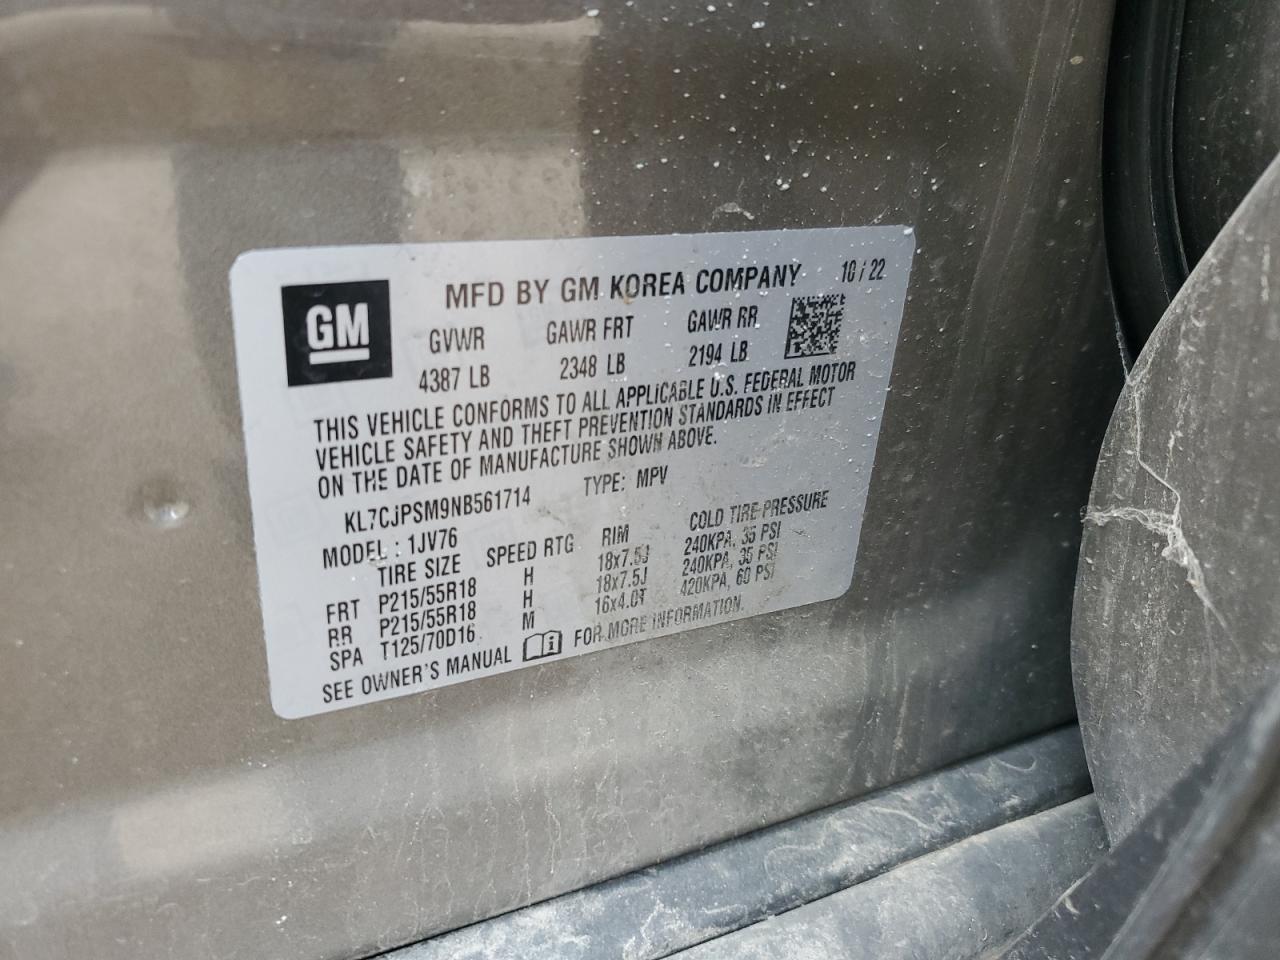 GM
MFD BY GM KOREA COMPANY 10 / 22
GVWR GAWR FRT GAWR RR
4387 LB 2348 LB 2194 LB
THIS VEHICLE CONFORMS TO ALL APPLICABLE U.S. FEDERAL MOTOR
VEHICLE SAFETY AND THEFT PREVENTION STANDARDS IN EFFECT
ON THE DATE OF MANUFACTURE SHOWN ABOVE.
KL7CJPSM9NB561714 TYPE: MPV
MODEL : 1JV76
TIRE SIZE SPEED RTG RIM COLD TIRE PRESSURE
FRT P215/55R18 H 18x7.5J 240KPA, 35 PSI
RR P215/55R18 H 18x7.5J 240KPA, 35 PSI
SPA T125/70D16 M 16x4.0T 420KPA, 60 PSI
SEE OWNER'S MANUAL FOR MORE INFORMATION.